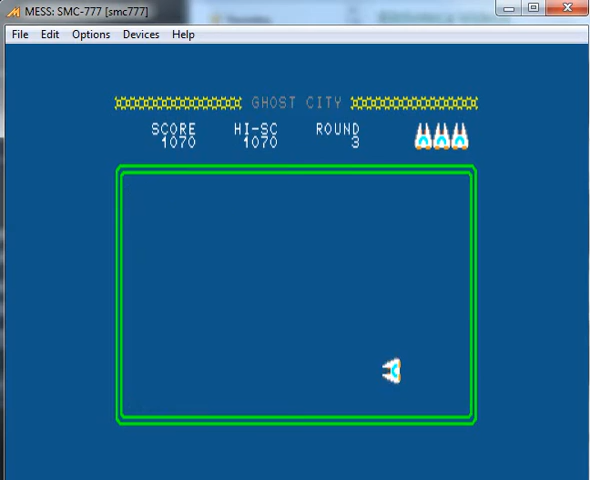 MESS: SMC-777 [smc777]
File Edit Options Devices Help
GHOST CITY
SCORE HI-SC ROUND
1070 1070 3